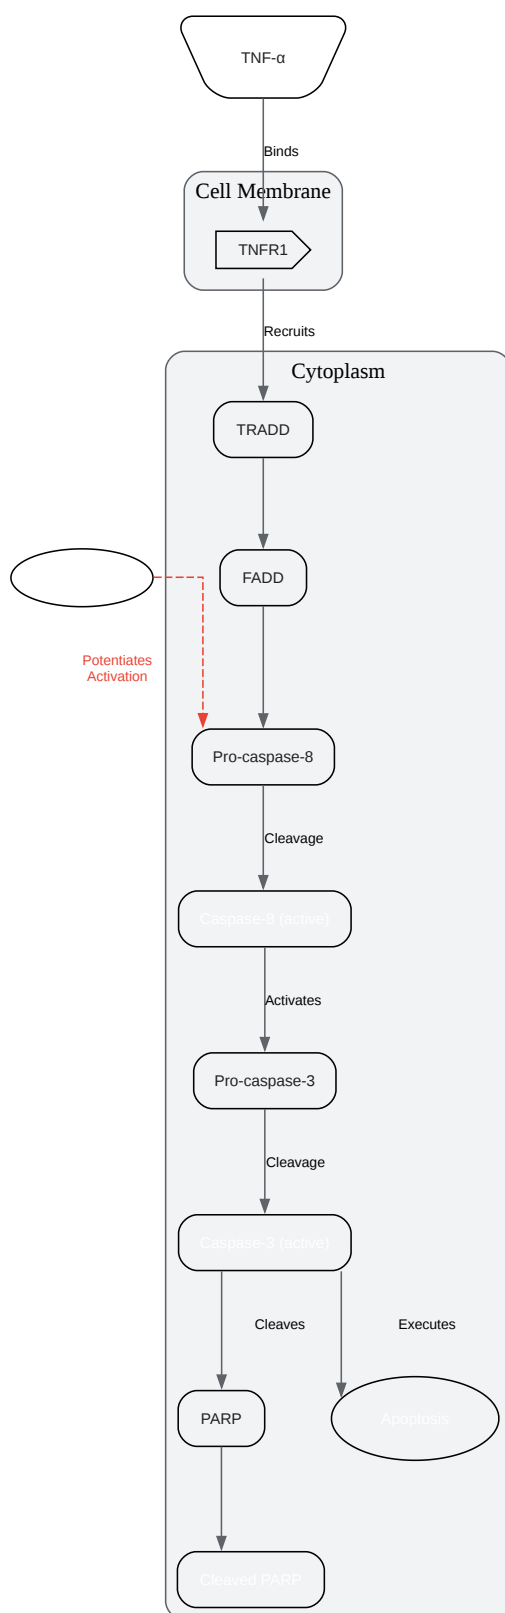 TNF-α
Binds
Cell Membrane
TNFR1
Recruits
Cytoplasm
TRADD
FADD
Potentiates
Activation
Pro-caspase-8
Cleavage
Caspase-8 (active)
Activates
Pro-caspase-3
Cleavage
Caspase-3 (active)
Cleaves
Executes
PARP
Apoptosis
Cleaved PARP